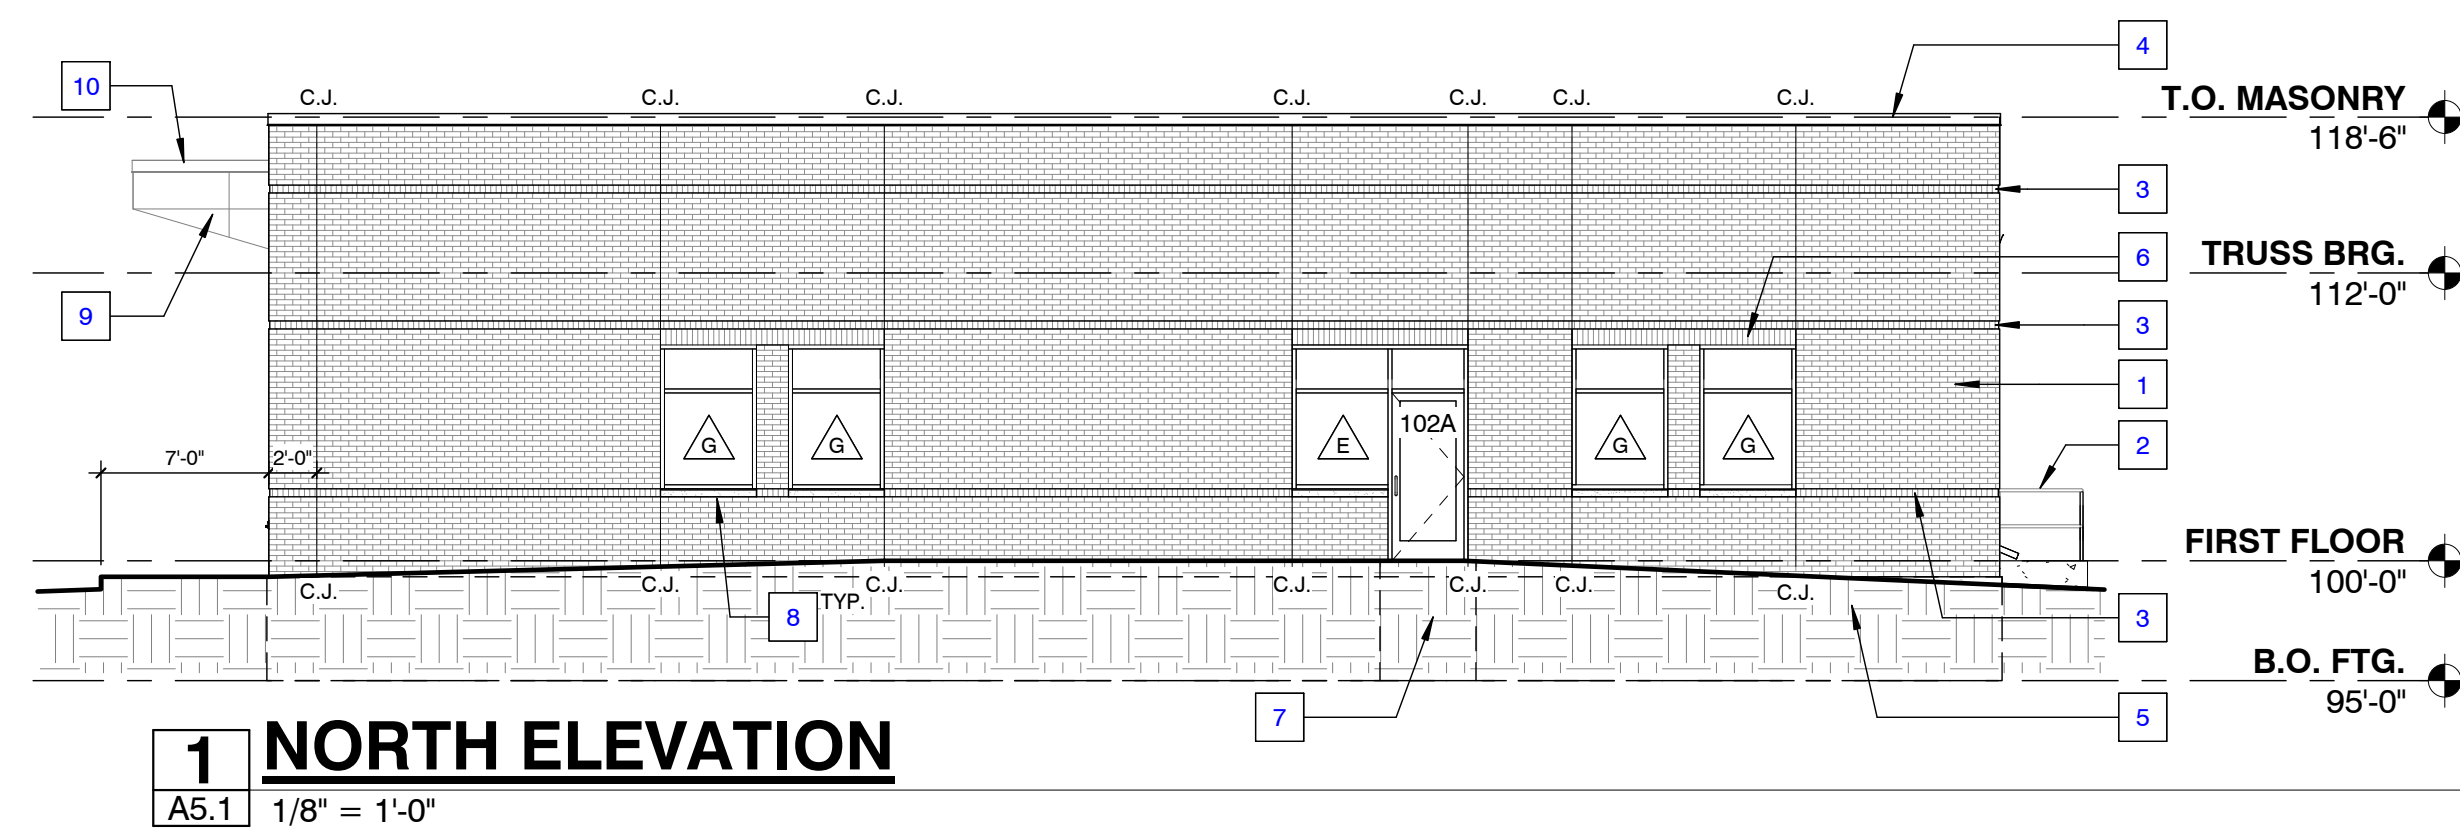 4
10
C.J. C.J. C.J. C.J. C.J. C.J. C.J.
T.O. MASONRY
118'-6"
3
6
TRUSS BRG.
112'-0"
9
3
1
102A
G G E G G
2
7'-0" 2'-0"
FIRST FLOOR
100'-0"
C.J. C.J. C.J. C.J. C.J. C.J. C.J.
8 TYP.
3
B.O. FTG.
95'-0"
7
5
1 NORTH ELEVATION
A5.1 1/8" = 1'-0"